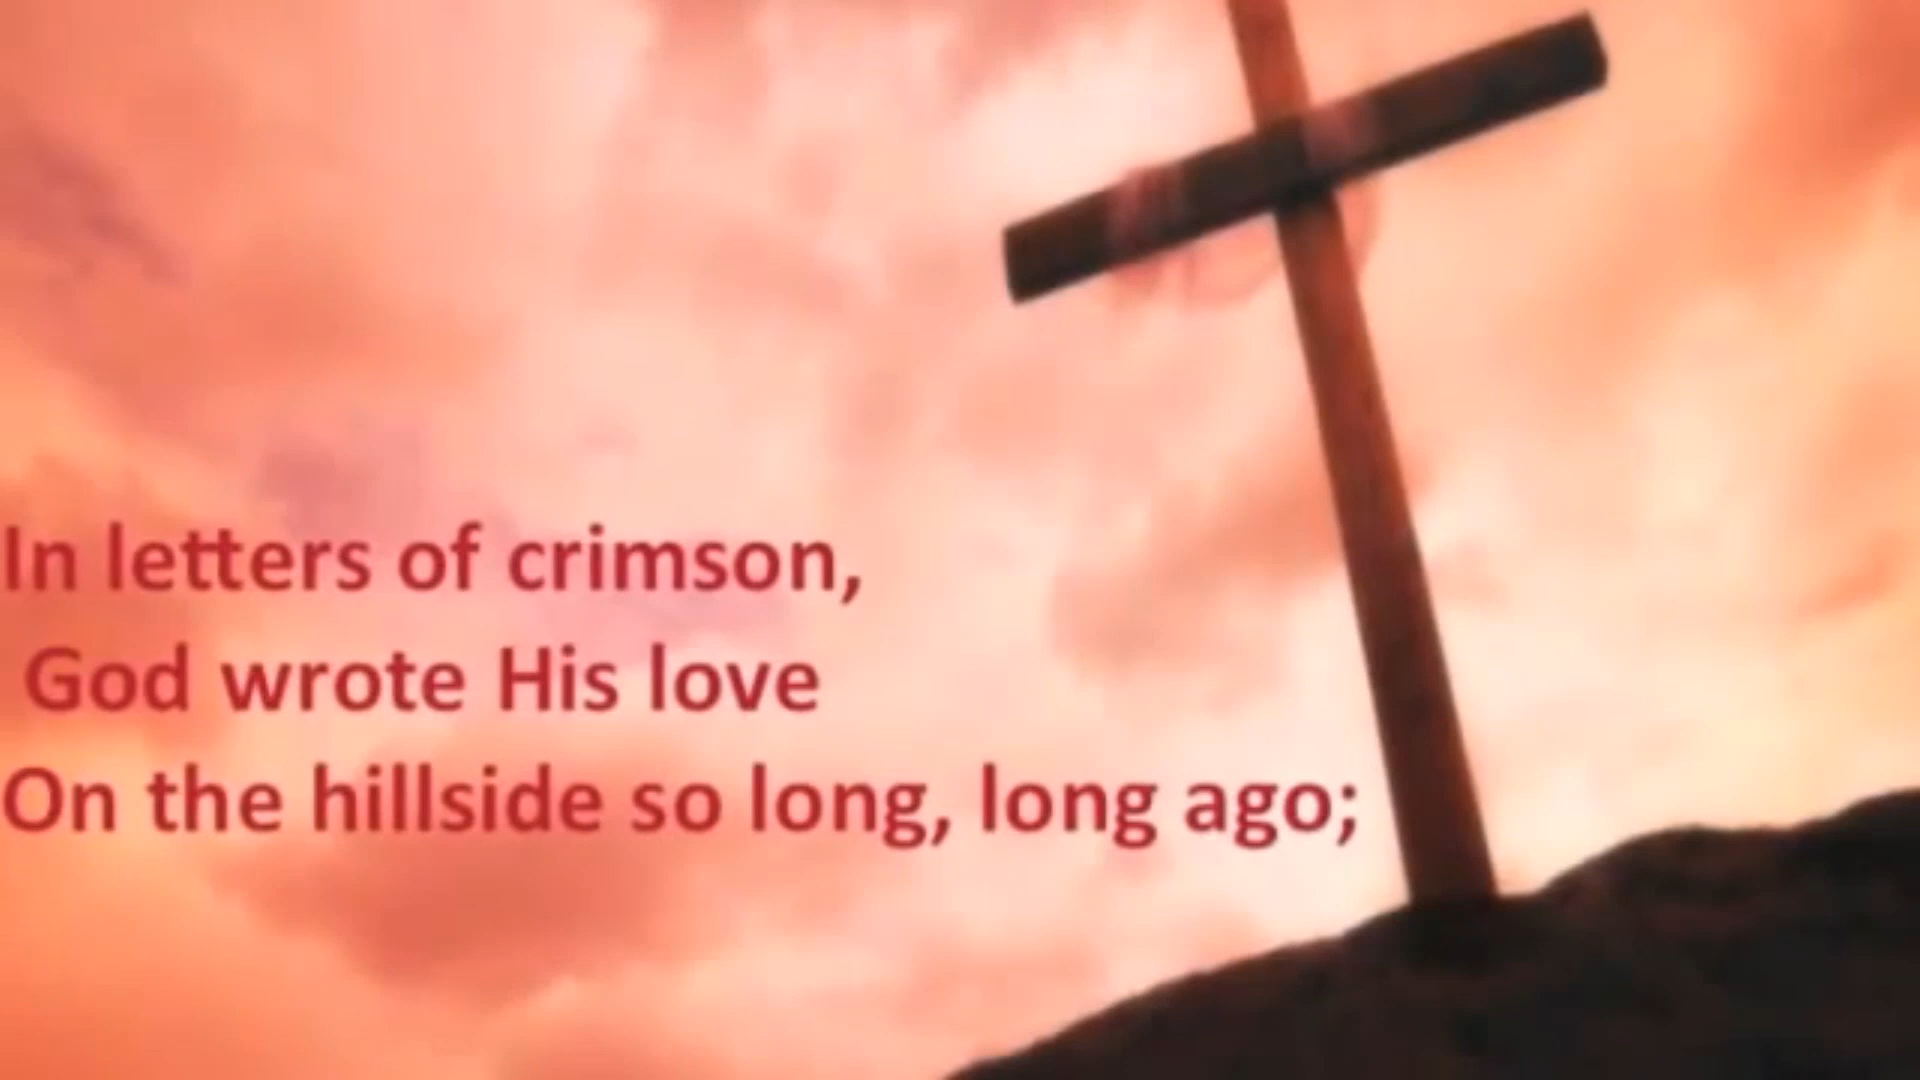 In letters of crimson,
God wrote His love
On the hillside so long, long ago;